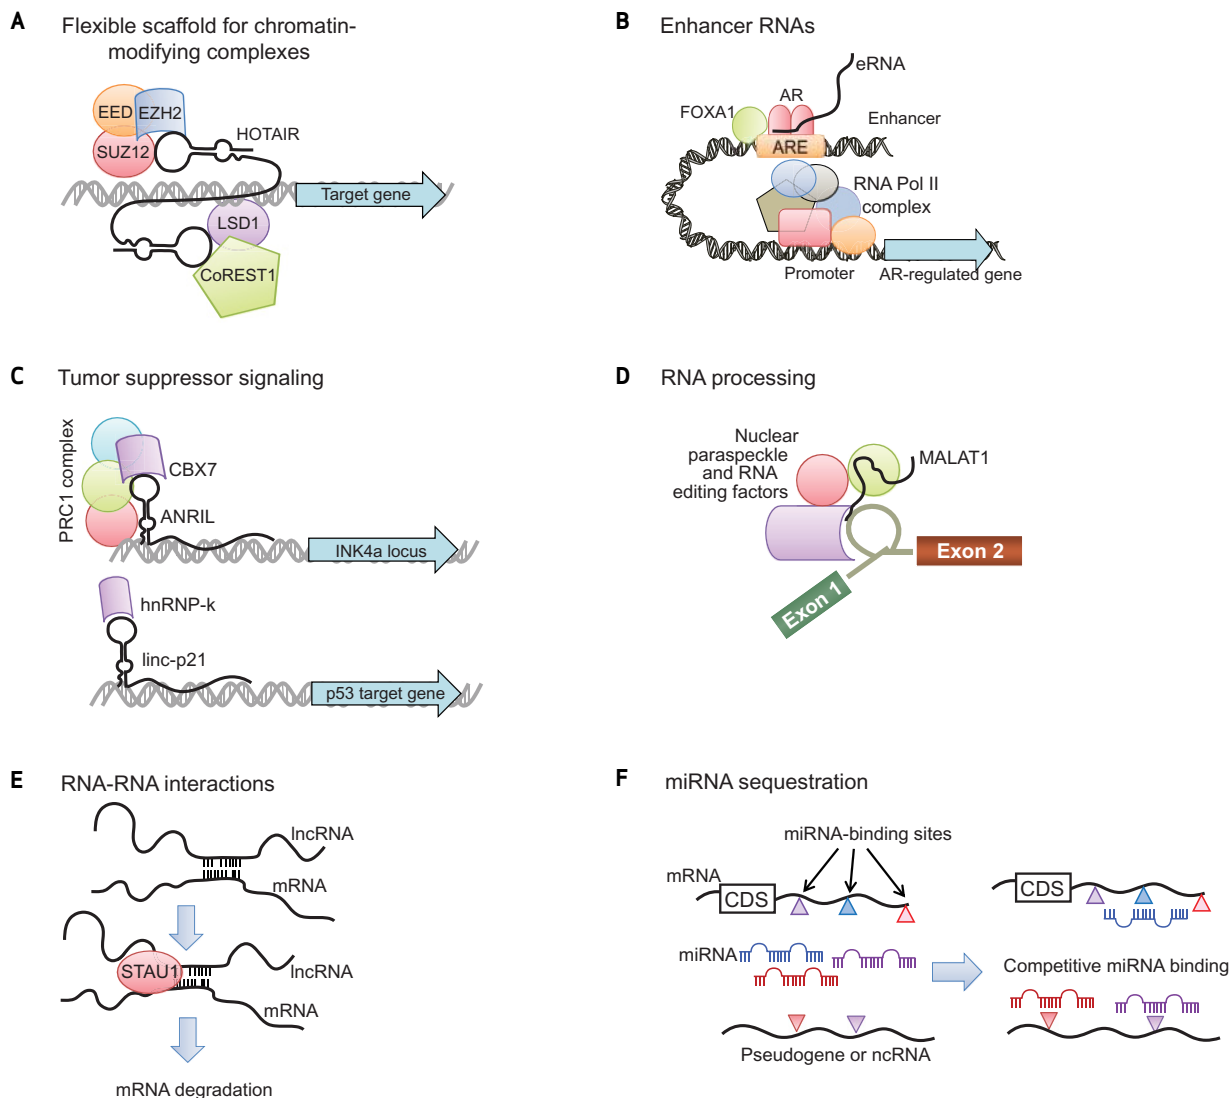 A
Flexible scaffold for chromatin-
modifying complexes
EED
EZH2
SUZ12
HOTAIR
Target gene
LSD1
CoREST1
B
Enhancer RNAs
eRNA
AR
FOXA1
Enhancer
ARE
RNA Pol II
complex
Promoter
AR-regulated gene
C
Tumor suppressor signaling
PRC1 complex
CBX7
ANRIL
INK4a locus
hnRNP-k
linc-p21
p53 target gene
D
RNA processing
Nuclear
paraspeckle
and RNA
editing factors
MALAT1
Exon 2
Exon 1
E
RNA-RNA interactions
lncRNA
mRNA
STAU1
lncRNA
mRNA
mRNA degradation
F
miRNA sequestration
miRNA-binding sites
mRNA
CDS
CDS
miRNA
Competitive miRNA binding
Pseudogene or ncRNA